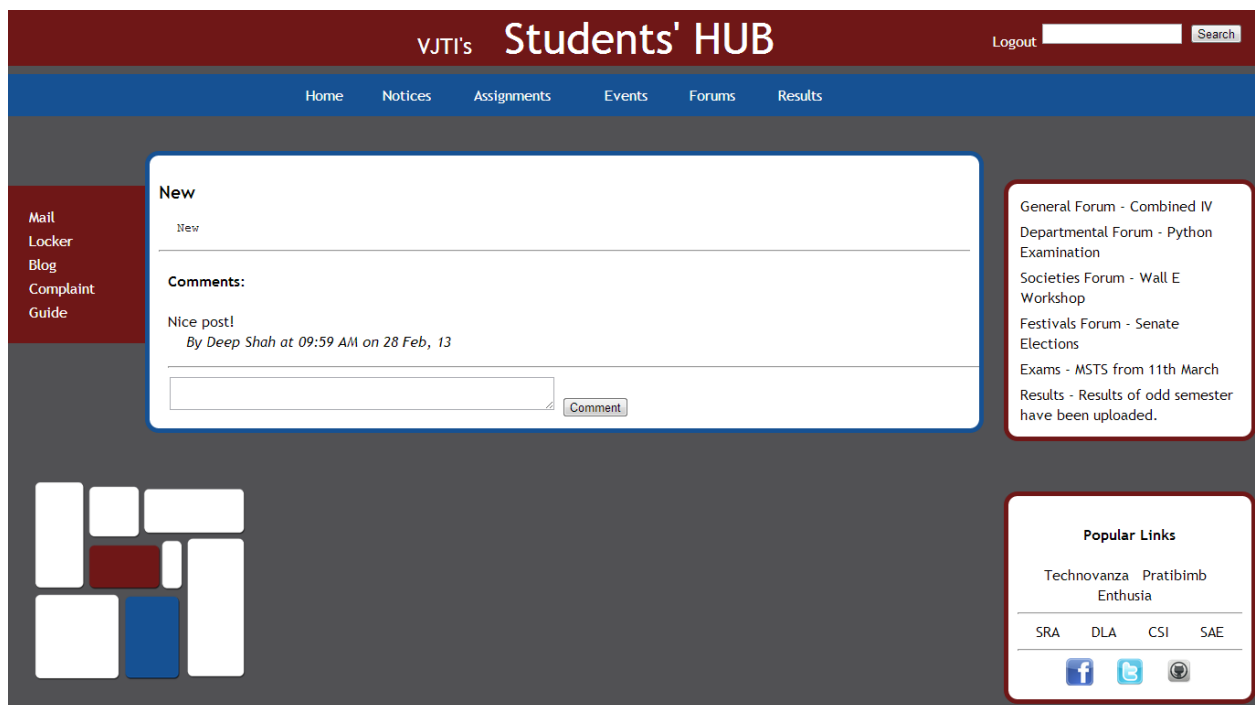 VJTI's Students' HUB
Logout Search
Home Notices Assignments Events Forums Results
Mail
Locker
Blog
Complaint
Guide
New
New
Comments:
Nice post!
By Deep Shah at 09:59 AM on 28 Feb, 13
Comment
General Forum - Combined IV
Departmental Forum - Python
Examination
Societies Forum - Wall E
Workshop
Festivals Forum - Senate
Elections
Exams - MSTS from 11th March
Results - Results of odd semester
have been uploaded.
Popular Links
Technovanza Pratibimb
Enthusia
SRA DLA CSI SAE